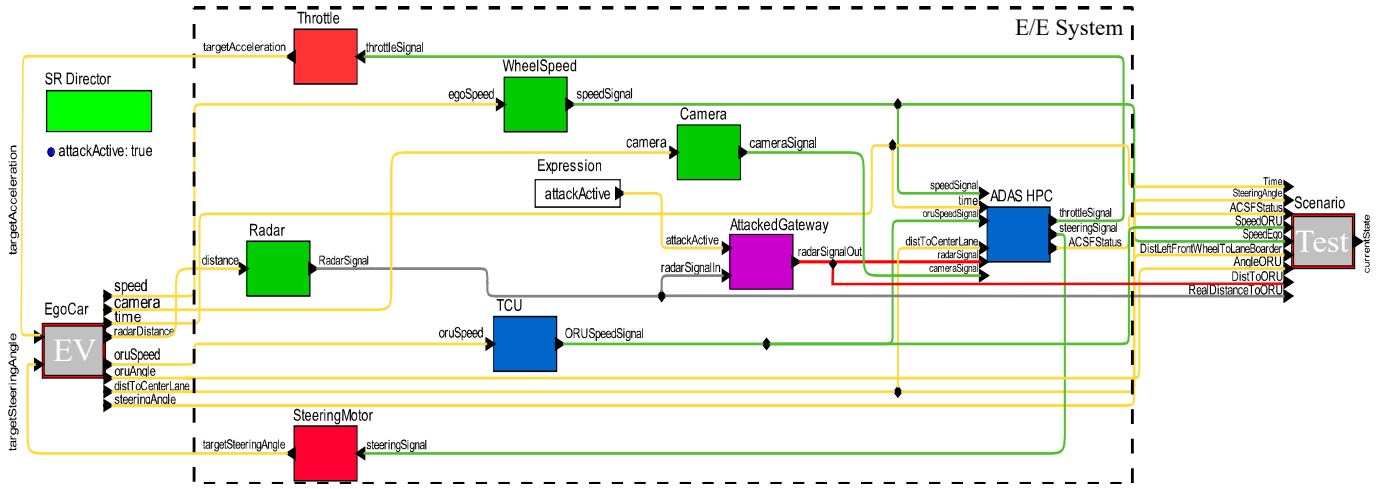 Throttle
E/E System
targetAcceleration
throttleSignal
SR Director
WheelSpeed
egoSpeed
speedSignal
attackActive: true
Camera
camera
cameraSignal
Expression
attackActive
targetAcceleration
speedSignal
ADAS HPC
time
oruSpeedSignal
throttleSignal
steeringSignal
ACSFStatus
distToCenterLane
radarSignal
cameraSignal
Time
SteeringAngle
ACSFStatus
SpeedORU
SpeedEgo
DistLeftFrontWheelToLaneBoarder
AngleORU
DistToORU
RealDistanceToORU
Scenario
Test
currentState
AttackedGateway
attackActive
radarSignalIn
radarSignalOut
Radar
distance
RadarSignal
speed
camera
time
radarDistance
EgoCar
EV
oruSpeed
oruAngle
distToCenterLane
steeringAngle
TCU
oruSpeed
ORUSpeedSignal
targetSteeringAngle
SteeringMotor
targetSteeringAngle
steeringSignal